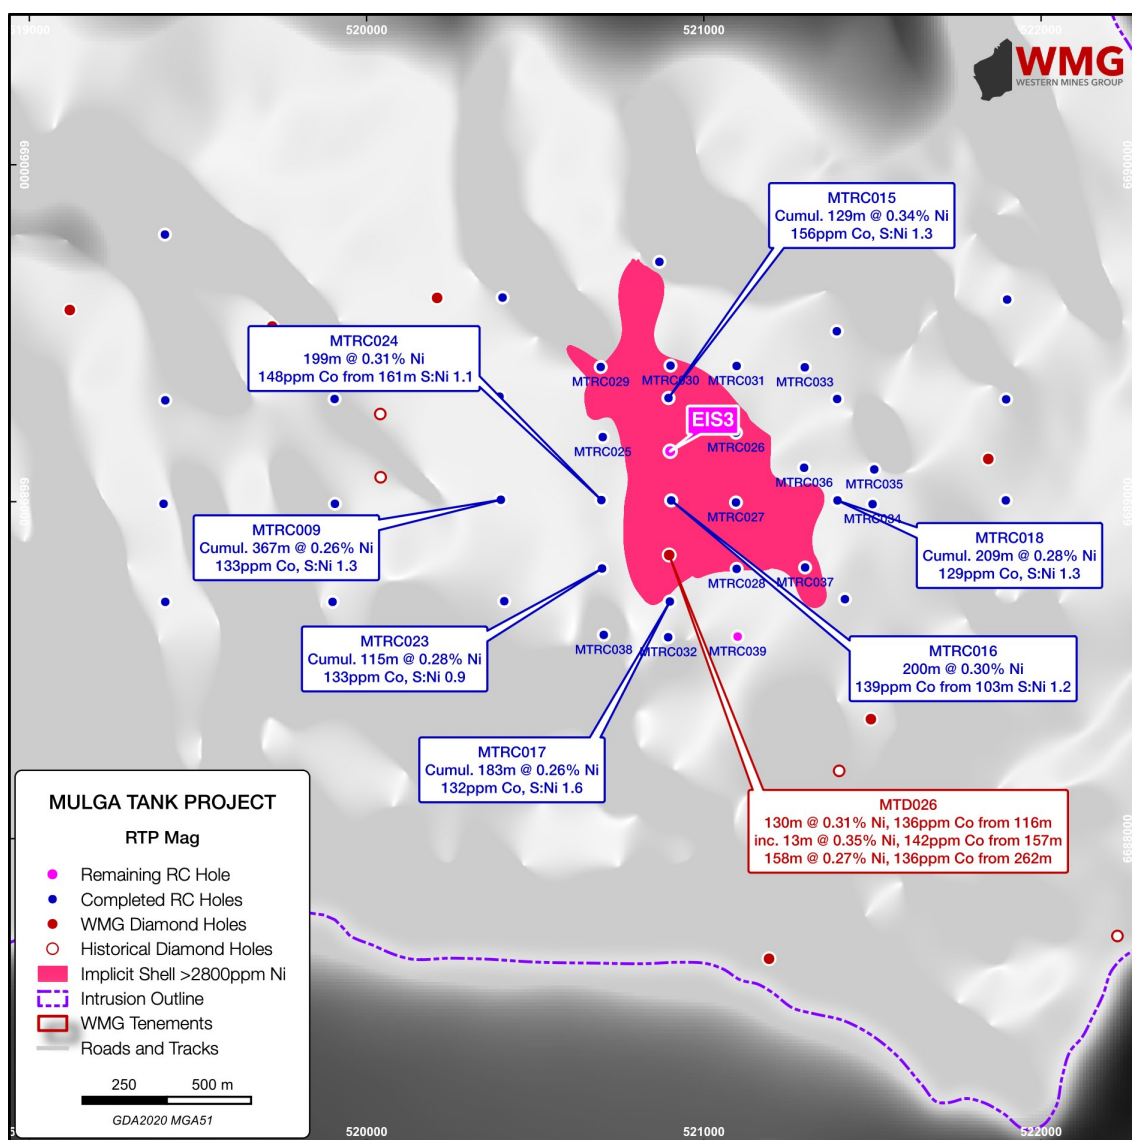 519000
520000
521000
522000
WMG
WESTERN MINES GROUP
6690000
6690000
MTRC015
Cumul. 129m @ 0.34% Ni
156ppm Co, S:Ni 1.3
MTRC024
199m @ 0.31% Ni
148ppm Co from 161m S:Ni 1.1
MTRC029
MTRC030
MTRC031
MTRC033
EIS3
MTRC025
MTRC026
MTRC036
MTRC035
6689000
6689000
MTRC027
MTRC034
MTRC009
Cumul. 367m @ 0.26% Ni
133ppm Co, S:Ni 1.3
MTRC018
Cumul. 209m @ 0.28% Ni
129ppm Co, S:Ni 1.3
MTRC028
MTRC037
MTRC023
Cumul. 115m @ 0.28% Ni
133ppm Co, S:Ni 0.9
MTRC038
MTRC032
MTRC039
MTRC016
200m @ 0.30% Ni
139ppm Co from 103m S:Ni 1.2
MTRC017
Cumul. 183m @ 0.26% Ni
132ppm Co, S:Ni 1.6
MTD026
130m @ 0.31% Ni, 136ppm Co from 116m
inc. 13m @ 0.35% Ni, 142ppm Co from 157m
158m @ 0.27% Ni, 136ppm Co from 262m
6688000
MULGA TANK PROJECT
RTP Mag
Remaining RC Hole
Completed RC Holes
WMG Diamond Holes
Historical Diamond Holes
Implicit Shell >2800ppm Ni
Intrusion Outline
WMG Tenements
Roads and Tracks
250
500 m
GDA2020 MGA51
520000
521000
522000